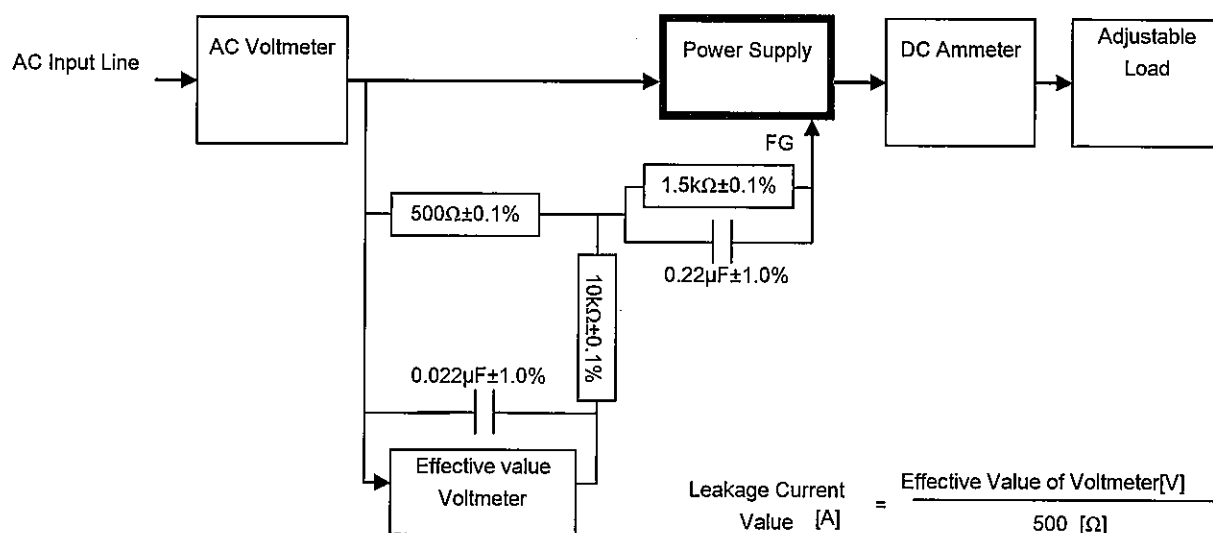 AC Input Line
AC Voltmeter
Power Supply
DC Ammeter
Adjustable
Load
FG
1.5kΩ±0.1%
500Ω±0.1%
0.22µF±1.0%
10kΩ±0.1%
0.022µF±1.0%
Effective value
Voltmeter
Leakage Current
Value [A]
=
Effective Value of Voltmeter[V]
500 [Ω]